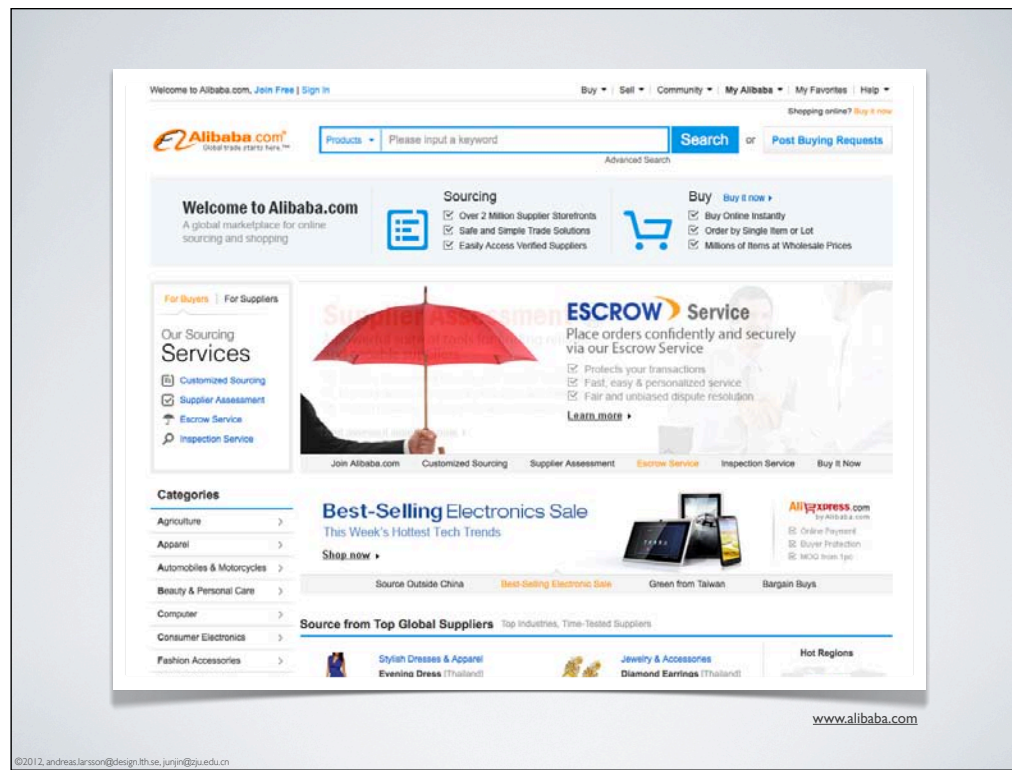 Welcome to Alibaba.com, Join Free | Sign In
Buy | Sell | Community | My Alibaba | My Favorites | Help
Shopping online? Buy it now
Alibaba.com®
Global trade starts here.™
Products
Please input a keyword
Search
or
Post Buying Requests
Advanced Search
Welcome to Alibaba.com
A global marketplace for online
sourcing and shopping
Sourcing
Over 2 Million Supplier Storefronts
Safe and Simple Trade Solutions
Easily Access Verified Suppliers
Buy Buy it now
Buy Online Instantly
Order by Single Item or Lot
Millions of Items at Wholesale Prices
For Buyers | For Suppliers
Our Sourcing
Services
Customized Sourcing
Supplier Assessment
Escrow Service
Inspection Service
Supplier Assessment
ESCROW Service
Place orders confidently and securely
via our Escrow Service
Protects your transactions
Fast, easy & personalized service
Fair and unbiased dispute resolution
Learn more
Join Alibaba.com Customized Sourcing Supplier Assessment Escrow Service Inspection Service Buy It Now
Categories
Agriculture
Apparel
Automobiles & Motorcycles
Beauty & Personal Care
Computer
Consumer Electronics
Fashion Accessories
Best-Selling Electronics Sale
This Week's Hottest Tech Trends
Shop now
AliExpress.com
by Alibaba.com
Online Payment
Buyer Protection
MOQ from 1pc
Source Outside China Best-Selling Electronic Sale Green from Taiwan Bargain Buys
Source from Top Global Suppliers Top Industries, Time-Tested Suppliers
Stylish Dresses & Apparel
Evening Dress [Thailand]
Jewelry & Accessories
Diamond Earrings [Thailand]
Hot Regions
www.alibaba.com
©2012, andreas.larsson@design.lth.se, junjin@zju.edu.cn